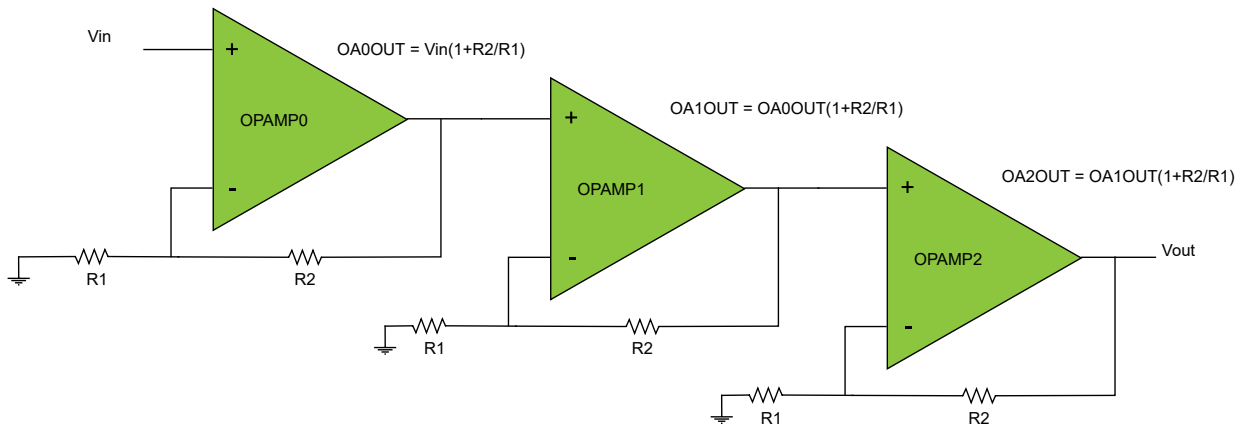 Vin
+
OA0OUT = Vin(1+R2/R1)
OPAMP0
-
R1
R2
OA1OUT = OA0OUT(1+R2/R1)
+
OPAMP1
-
R1
R2
OA2OUT = OA1OUT(1+R2/R1)
+
OPAMP2
Vout
-
R1
R2